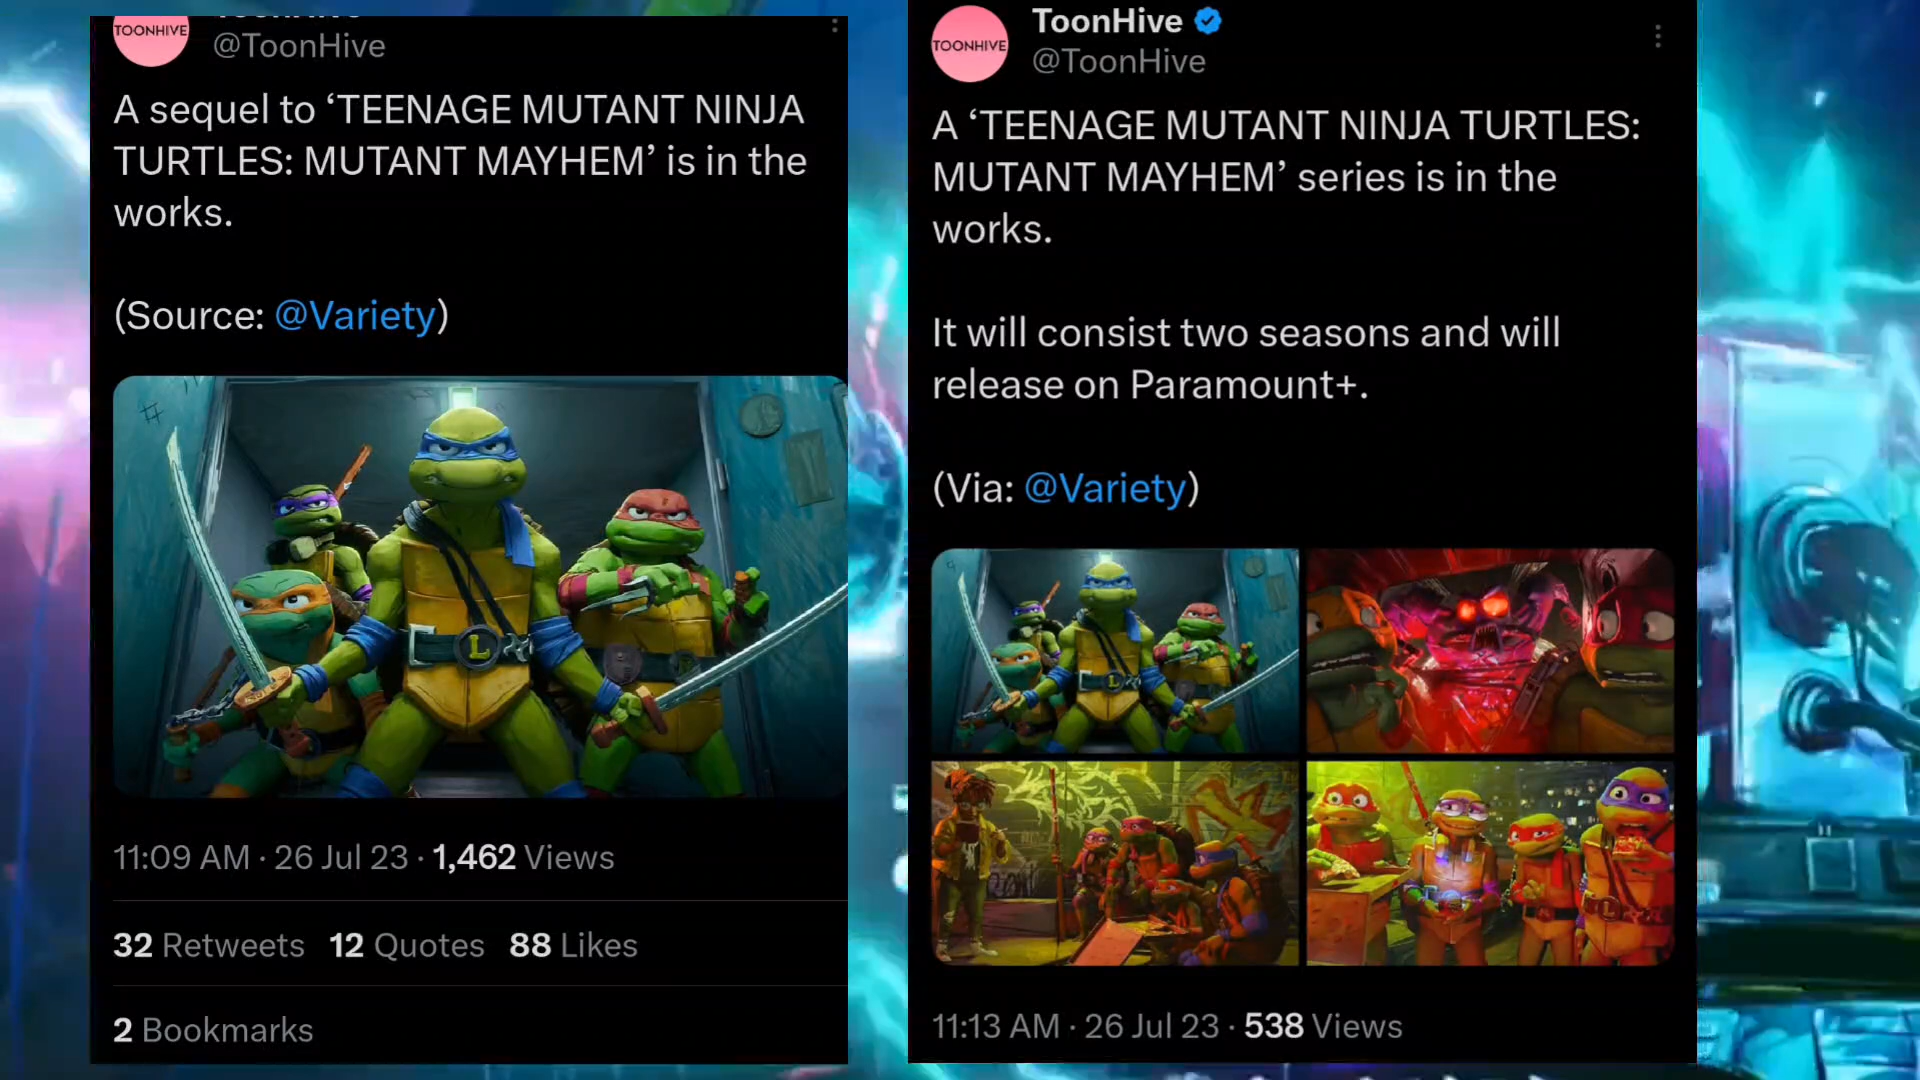 TOONHIVE
@ToonHive
A sequel to ‘TEENAGE MUTANT NINJA
TURTLES: MUTANT MAYHEM’ is in the
works.
(Source: @Variety)
L
11:09 AM · 26 Jul 23 · 1,462 Views
32 Retweets 12 Quotes 88 Likes
2 Bookmarks
TOONHIVE
ToonHive
@ToonHive
A ‘TEENAGE MUTANT NINJA TURTLES:
MUTANT MAYHEM’ series is in the
works.
It will consist two seasons and will
release on Paramount+.
(Via: @Variety)
L
L
11:13 AM · 26 Jul 23 · 538 Views